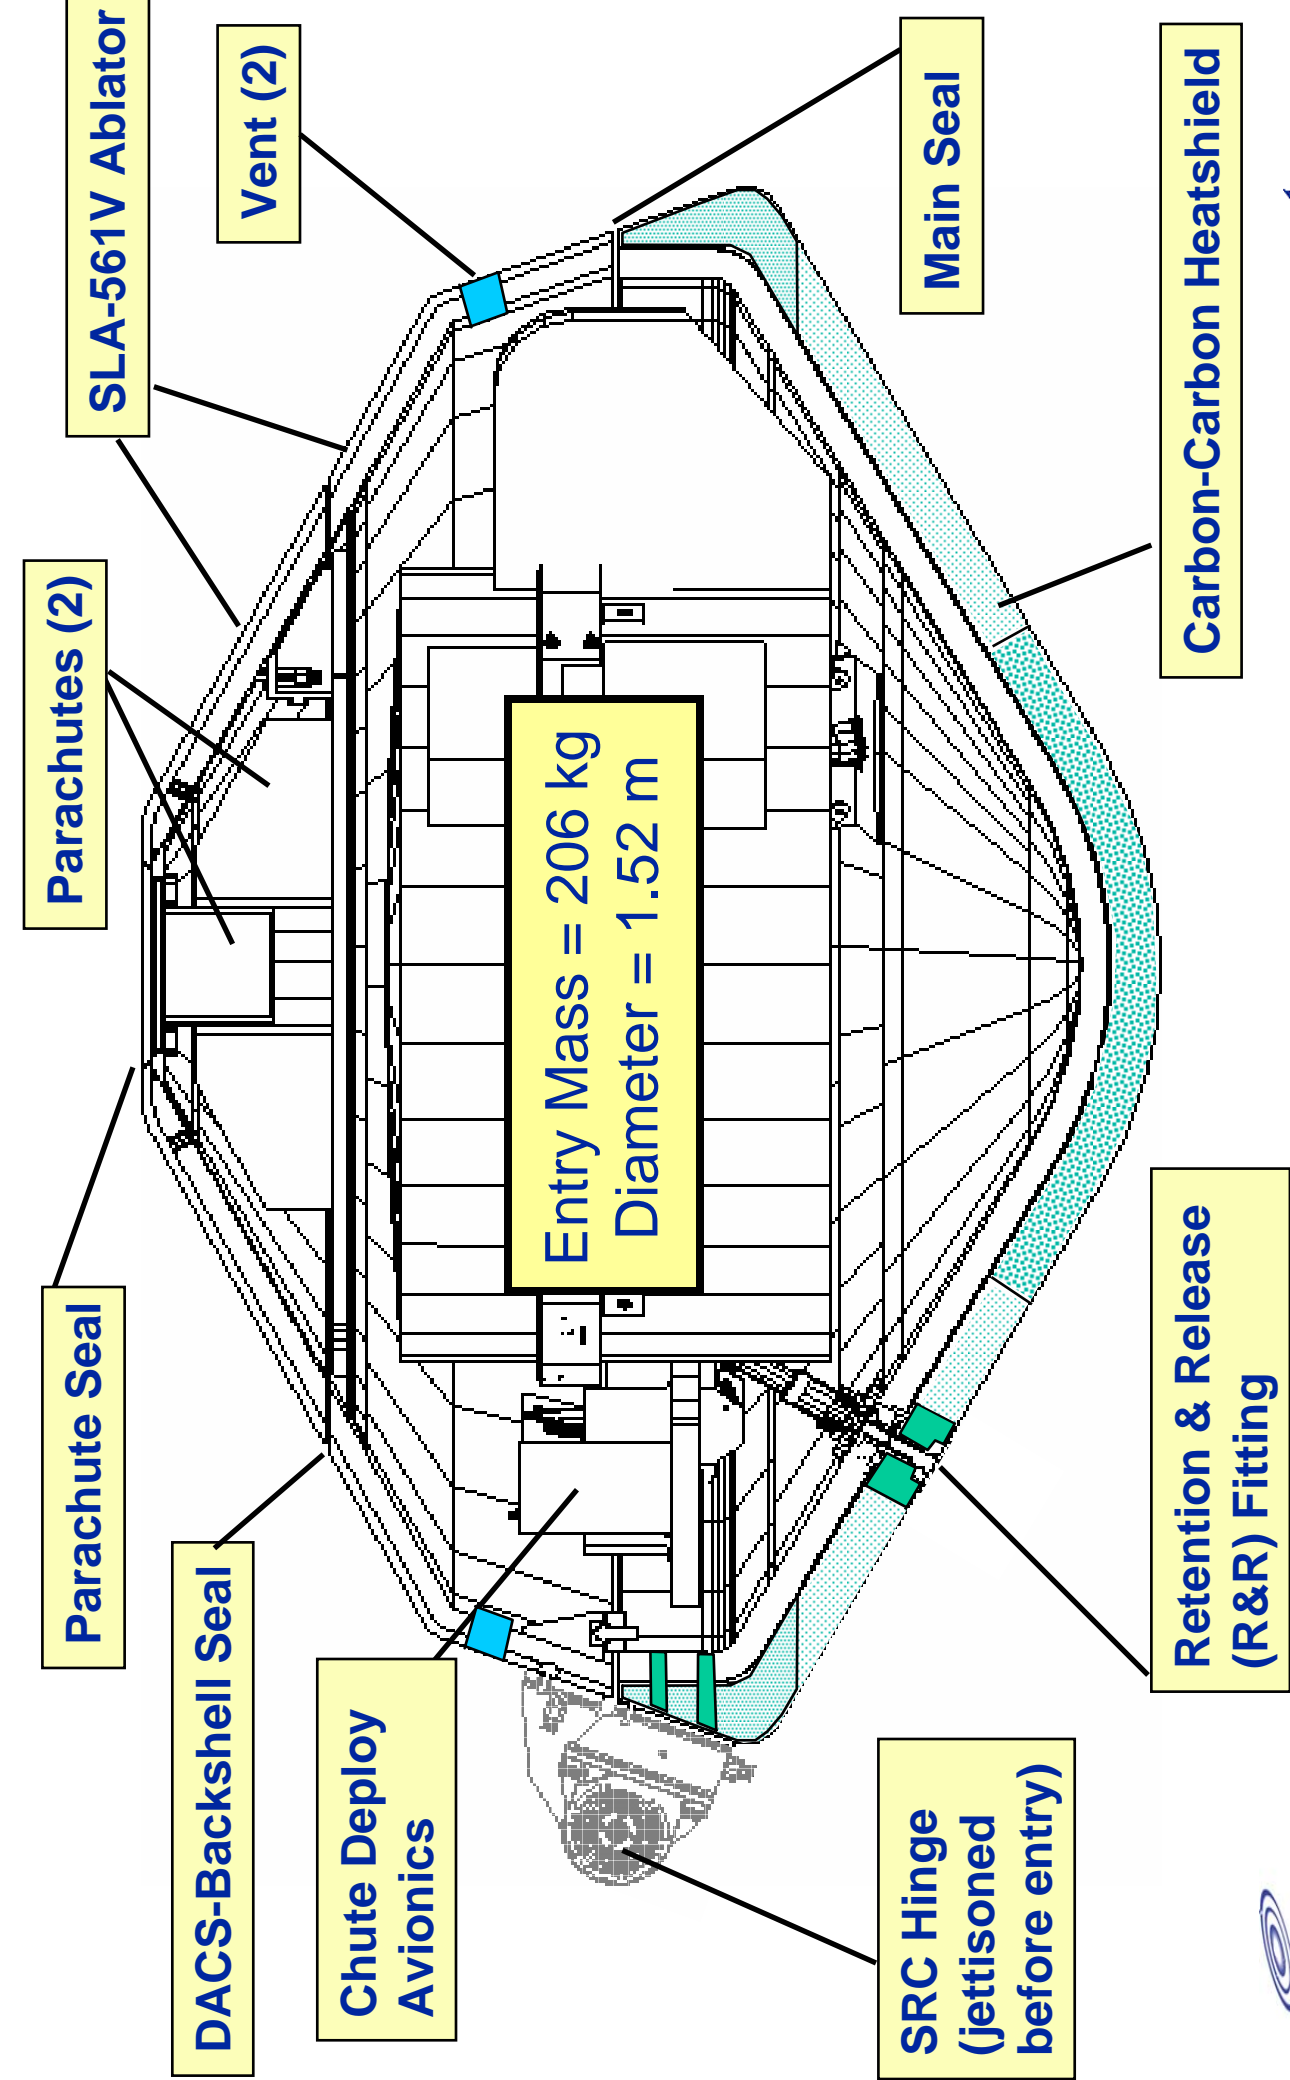 SLA-561V Ablator
Vent (2)
Parachutes (2)
Parachute Seal
DACS-Backshell Seal
Chute Deploy
Avionics
Entry Mass = 206 kg
Diameter = 1.52 m
Main Seal
Carbon-Carbon Heatshield
SRC Hinge
(jettisoned
before entry)
Retention & Release
(R&R) Fitting